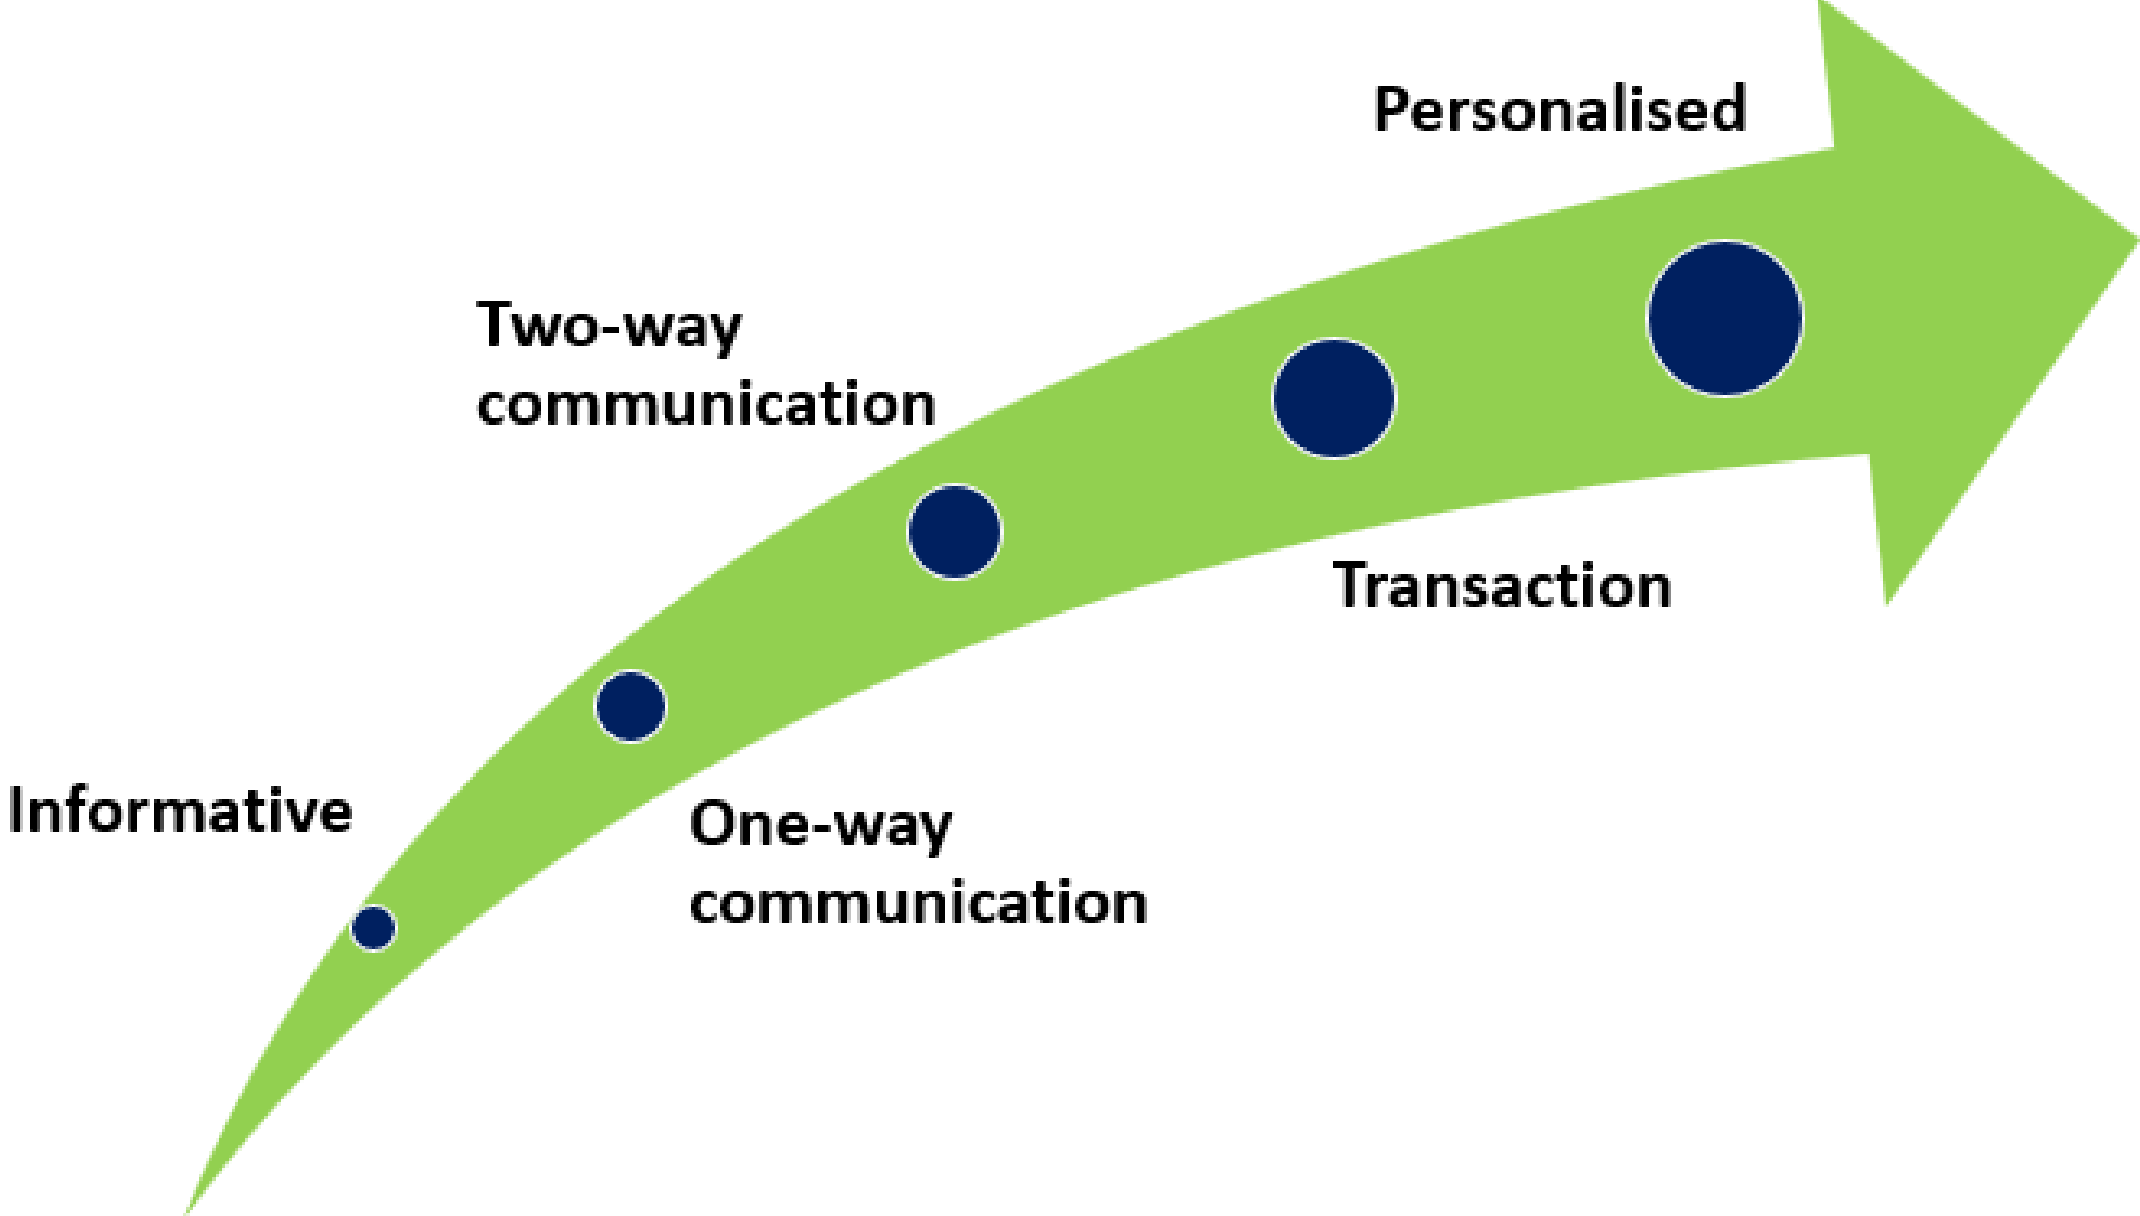 Personalised
Two-way
communication
Transaction
Informative
One-way
communication